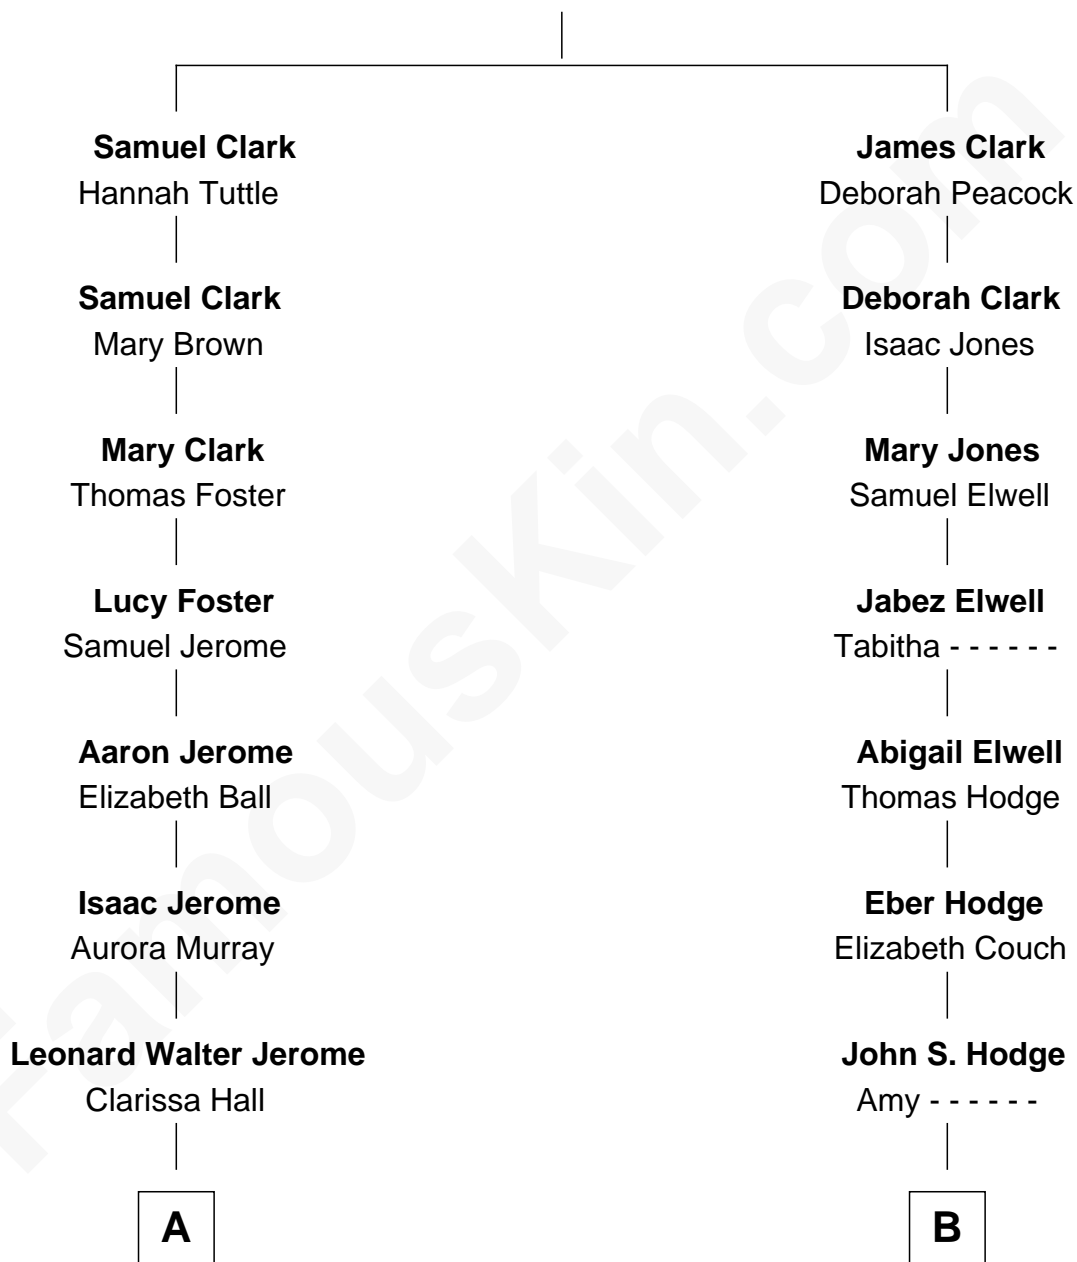 Samuel Clark
Hannah Tuttle
Samuel Clark
Mary Brown
Mary Clark
Thomas Foster
Lucy Foster
Samuel Jerome
Aaron Jerome
Elizabeth Ball
Isaac Jerome
Aurora Murray
Leonard Walter Jerome
Clarissa Hall
A
James Clark
Deborah Peacock
Deborah Clark
Isaac Jones
Mary Jones
Samuel Elwell
Jabez Elwell
Tabitha - - - - - -
Abigail Elwell
Thomas Hodge
Eber Hodge
Elizabeth Couch
John S. Hodge
Amy - - - - - -
B
FamousKin.com